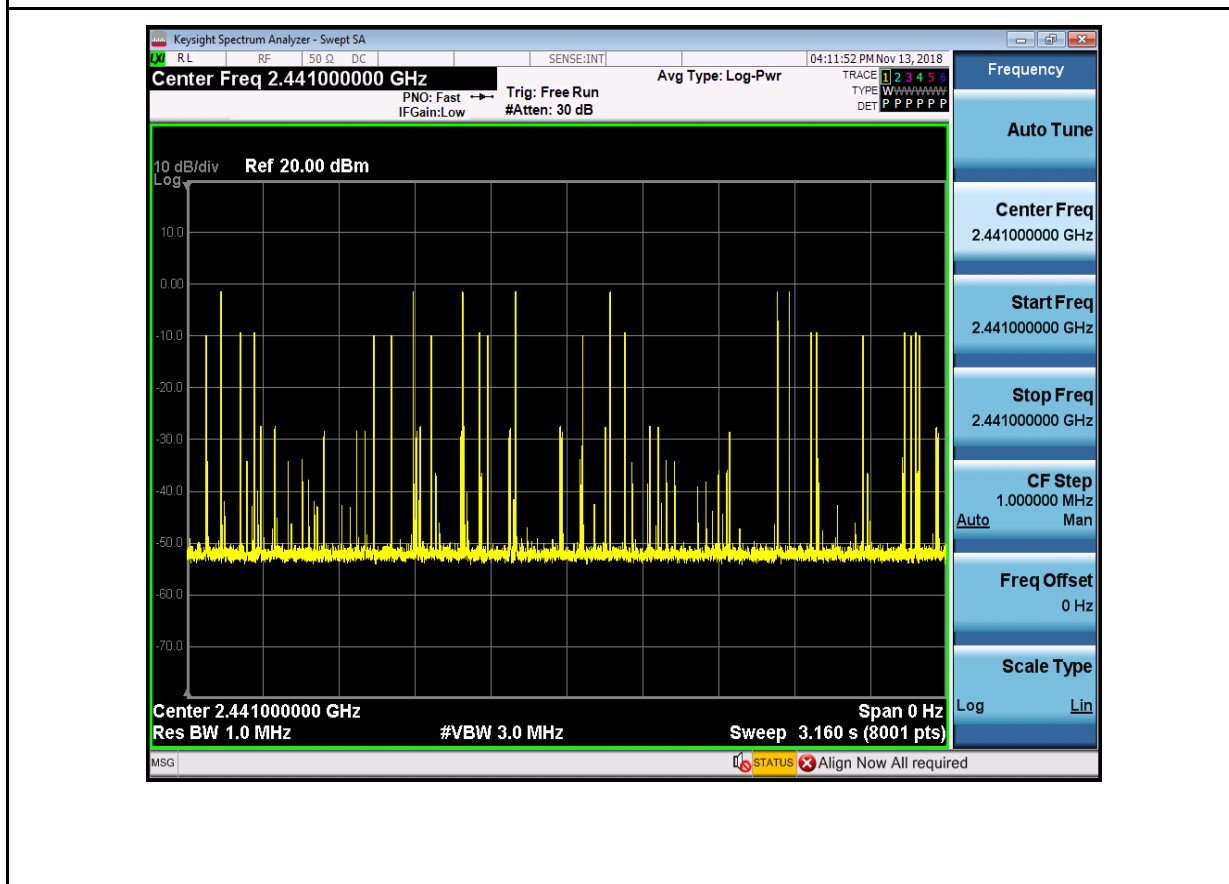 Keysight Spectrum Analyzer - Swept SA
LXI RL RF 50 Ω DC SENSE:INT 04:11:52 PM Nov 13, 2018
Center Freq 2.441000000 GHz
PNO: Fast
IFGain:Low
Trig: Free Run
#Atten: 30 dB
Avg Type: Log-Pwr
TRACE 1 2 3 4 5 6
TYPE WWWWWW
DET P P P P P P
10 dB/div Ref 20.00 dBm
Log
10.0
0.00
-10.0
-20.0
-30.0
-40.0
-50.0
-60.0
-70.0
Center 2.441000000 GHz Span 0 Hz
Res BW 1.0 MHz #VBW 3.0 MHz Sweep 3.160 s (8001 pts)
MSG STATUS Align Now All required
Frequency
Auto Tune
Center Freq
2.441000000 GHz
Start Freq
2.441000000 GHz
Stop Freq
2.441000000 GHz
CF Step
1.000000 MHz
Auto Man
Freq Offset
0 Hz
Scale Type
Log Lin